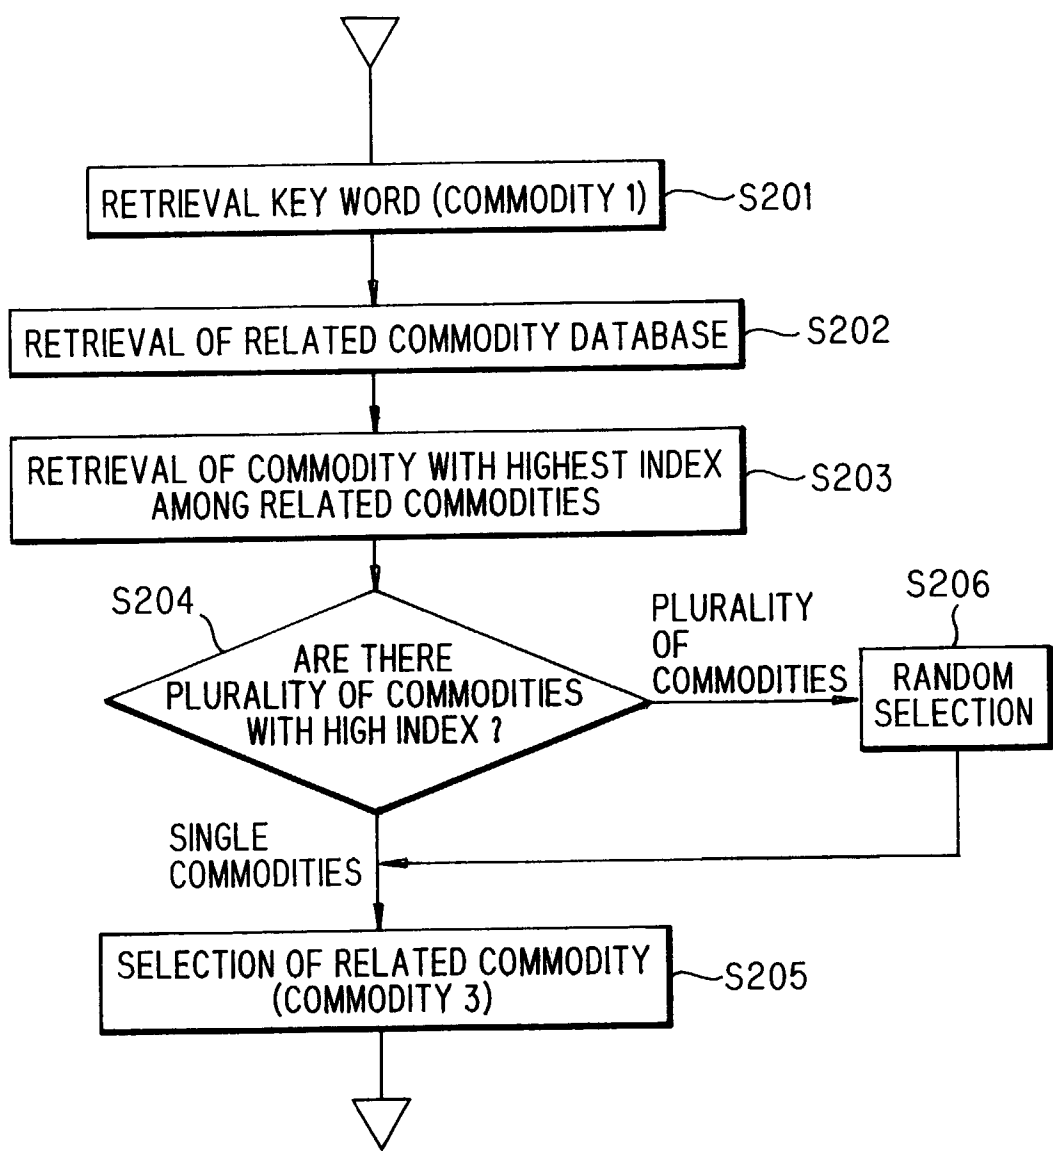 RETRIEVAL KEY WORD (COMMODITY 1)
S201
RETRIEVAL OF RELATED COMMODITY DATABASE
S202
RETRIEVAL OF COMMODITY WITH HIGHEST INDEX
AMONG RELATED COMMODITIES
S203
S204
ARE THERE
PLURALITY OF COMMODITIES
WITH HIGH INDEX ?
PLURALITY
OF
COMMODITIES
S206
RANDOM
SELECTION
SINGLE
COMMODITIES
SELECTION OF RELATED COMMODITY
(COMMODITY 3)
S205